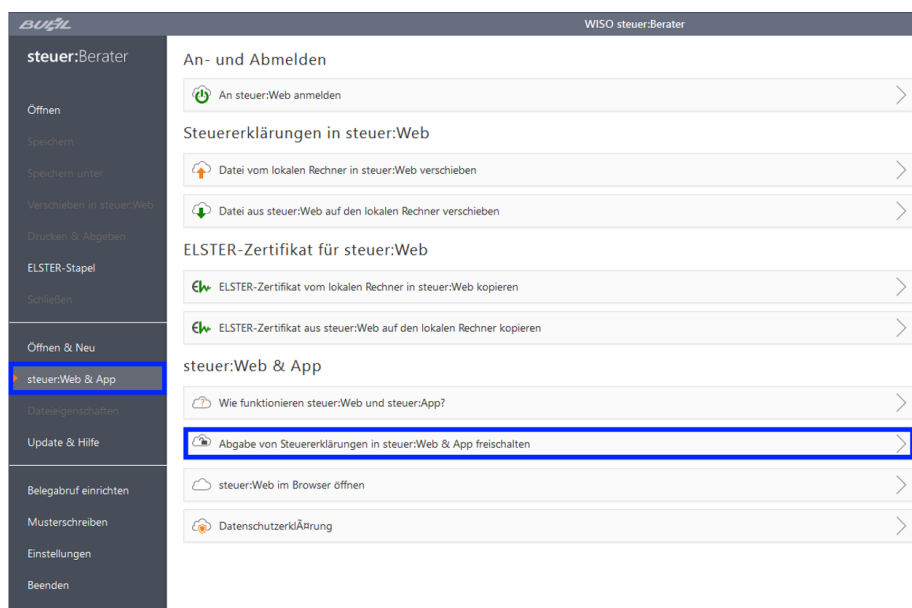 BUHL
WISO steuer:Berater
steuer:Berater
Öffnen
Speichern
Speichern unter
Verschieben in steuer:Web
Drucken & Abgeben
ELSTER-Stapel
Schließen
Öffnen & Neu
steuer:Web & App
Dateieigenschaften
Update & Hilfe
Belegabruf einrichten
Musterschreiben
Einstellungen
Beenden
An- und Abmelden
An steuer:Web anmelden
Steuererklärungen in steuer:Web
Datei vom lokalen Rechner in steuer:Web verschieben
Datei aus steuer:Web auf den lokalen Rechner verschieben
ELSTER-Zertifikat für steuer:Web
ELSTER-Zertifikat vom lokalen Rechner in steuer:Web kopieren
ELSTER-Zertifikat aus steuer:Web auf den lokalen Rechner kopieren
steuer:Web & App
Wie funktionieren steuer:Web und steuer:App?
Abgabe von Steuererklärungen in steuer:Web & App freischalten
steuer:Web im Browser öffnen
DatenschutzerklÃ¤rung